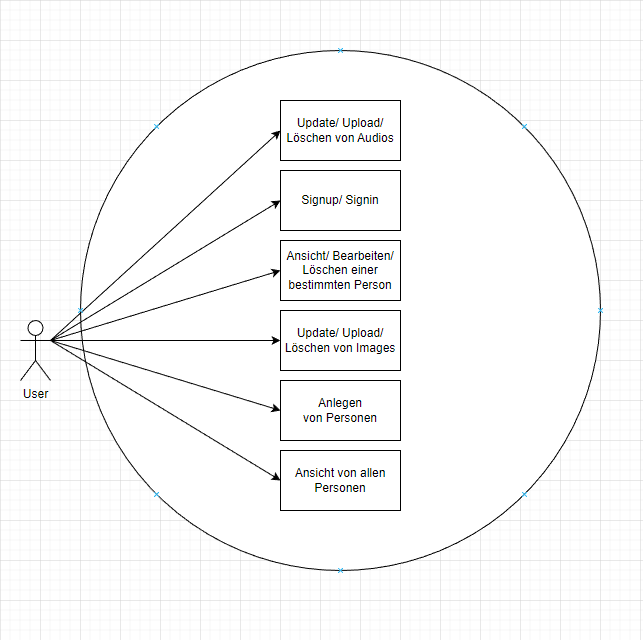 Update/ Upload/
Löschen von Audios
Signup/ Signin
Ansicht/ Bearbeiten/
Löschen einer
bestimmten Person
Update/ Upload/
Löschen von Images
User
Anlegen
von Personen
Ansicht von allen
Personen